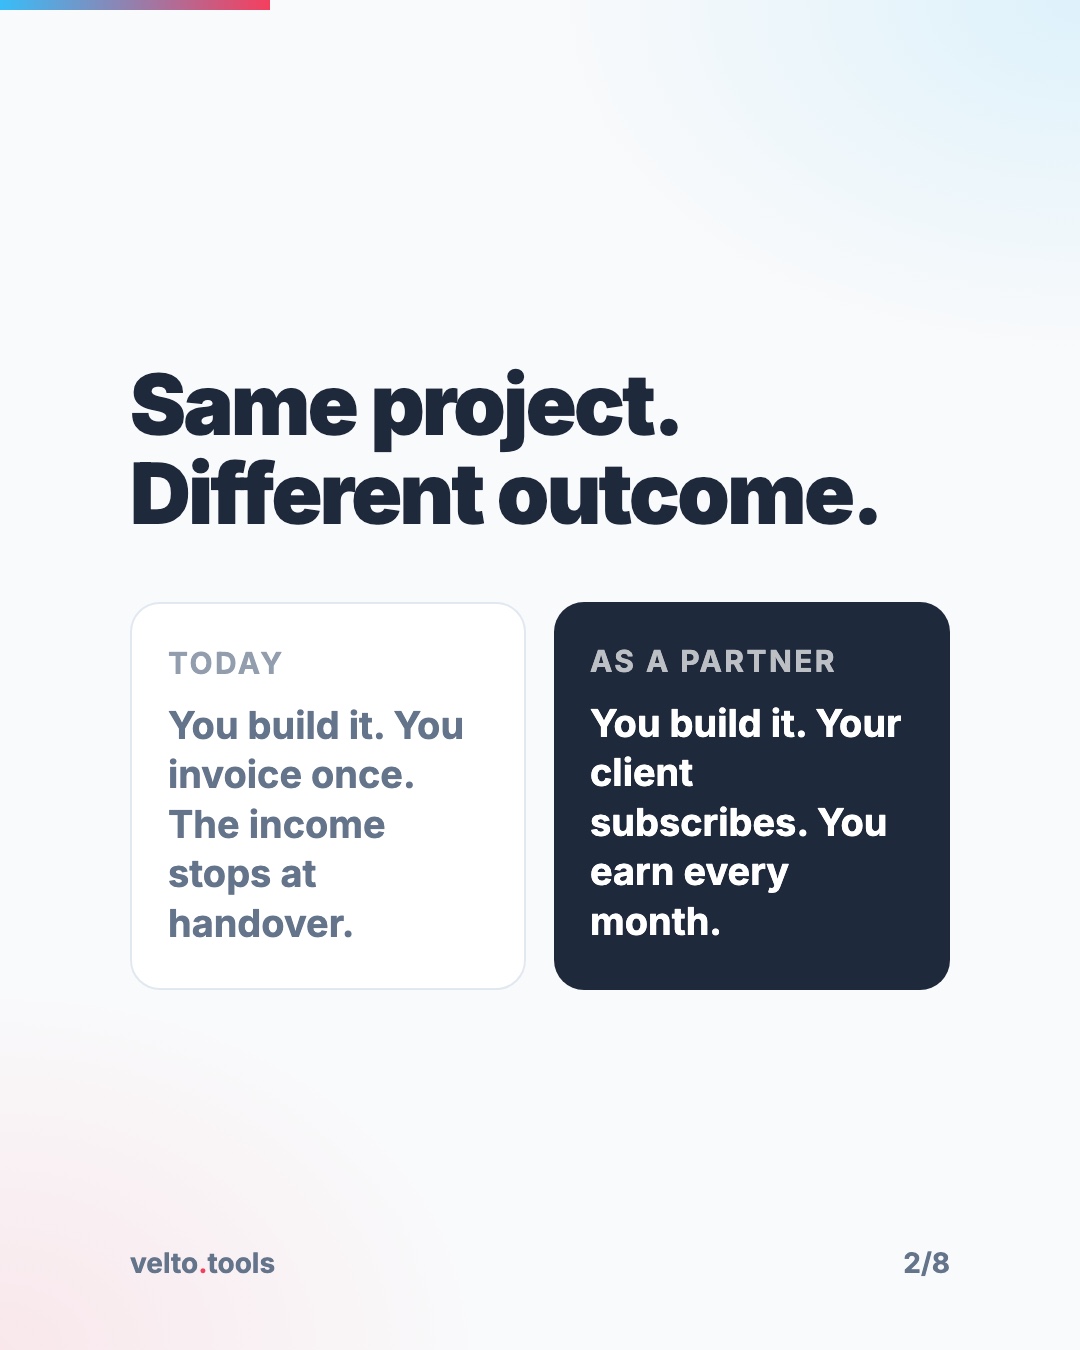 Same project.
Different outcome.
TODAY
You build it. You
invoice once.
The income
stops at
handover.
AS A PARTNER
You build it. Your
client
subscribes. You
earn every
month.
velto.tools
2/8